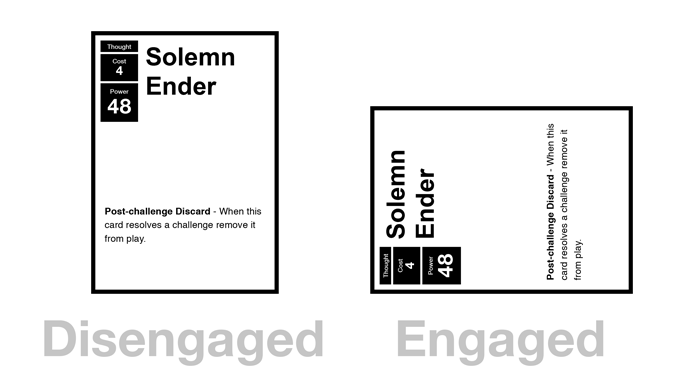 Thought
Cost
4
Power
48
Solemn
Ender
Post-challenge Discard - When this
card resolves a challenge remove it
from play.
Disengaged
Thought
Cost
4
Power
48
Solemn
Ender
Post-challenge Discard - When this
card resolves a challenge remove it
from play.
Engaged